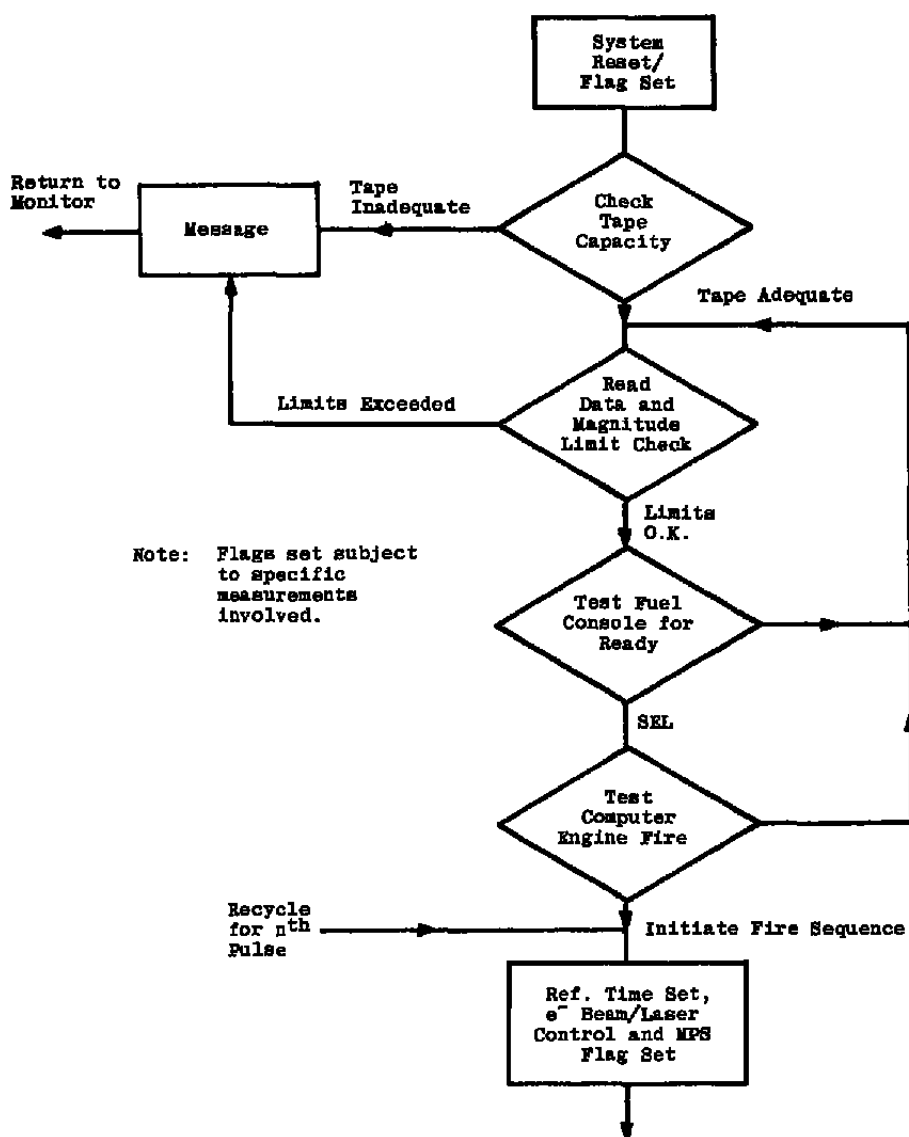 System
Reset/
Flag Set
Return to
Monitor
Message
Tape
Inadequate
Check
Tape
Capacity
Tape Adequate
Limits Exceeded
Read
Data and
Magnitude
Limit Check
Limits
O.K.
Note: Flags set subject
to specific
measurements
involved.
Test Fuel
Console for
Ready
SEL
Test
Computer
Engine Fire
Recycle
for nth
Pulse
Initiate Fire Sequence
Ref. Time Set,
e- Beam/Laser
Control and MPS
Flag Set